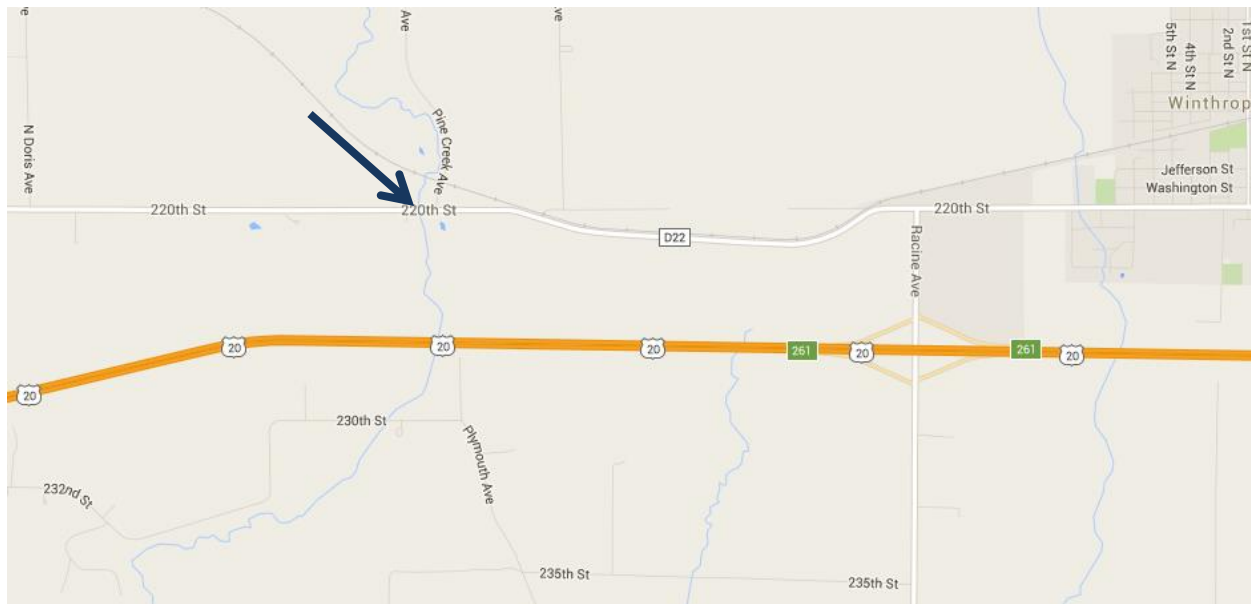 ve
Ave
ve
1st St N
2nd St N
4th St N
5th St N
Winthrop
N Doris Ave
Pine Creek Ave
Jefferson St
Washington St
220th St
220th St
220th St
D22
Racine Ave
20
20
20
261
20
261
20
20
230th St
Plymouth Ave
232nd St
235th St
235th St